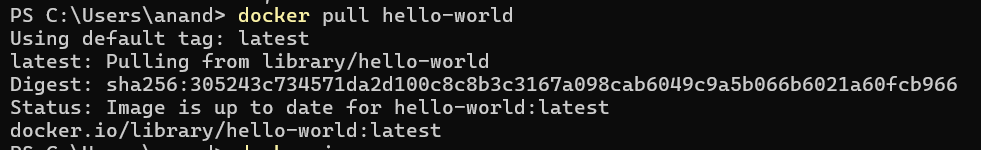 PS C:\Users\anand> docker pull hello-world
Using default tag: latest
latest: Pulling from library/hello-world
Digest: sha256:305243c734571da2d100c8c8b3c3167a098cab6049c9a5b066b6021a60fcb966
Status: Image is up to date for hello-world:latest
docker.io/library/hello-world:latest